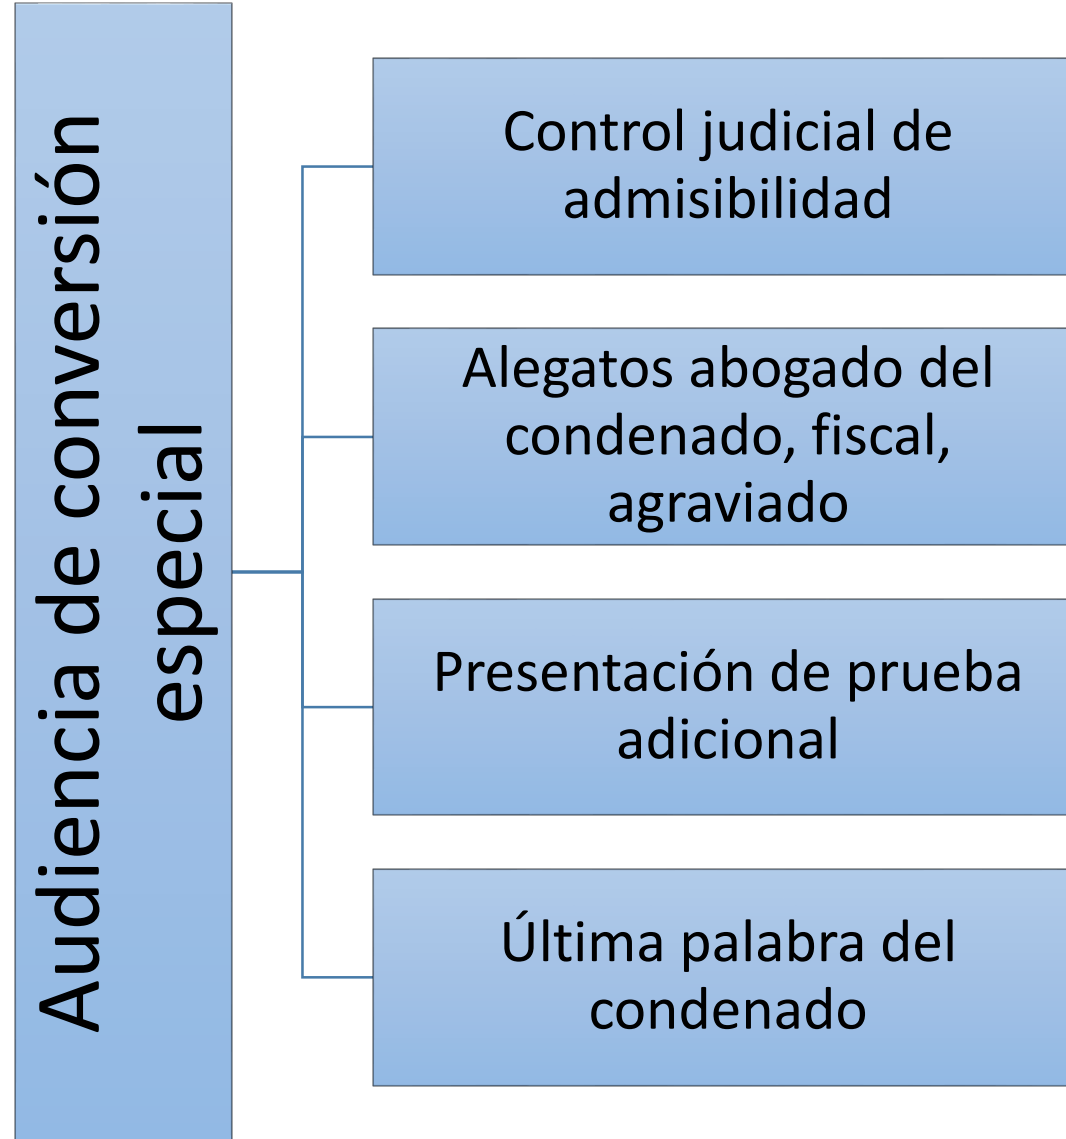 Audiencia de conversión
especial
Control judicial de
admisibilidad
Alegatos abogado del
condenado, fiscal,
agraviado
Presentación de prueba
adicional
Última palabra del
condenado